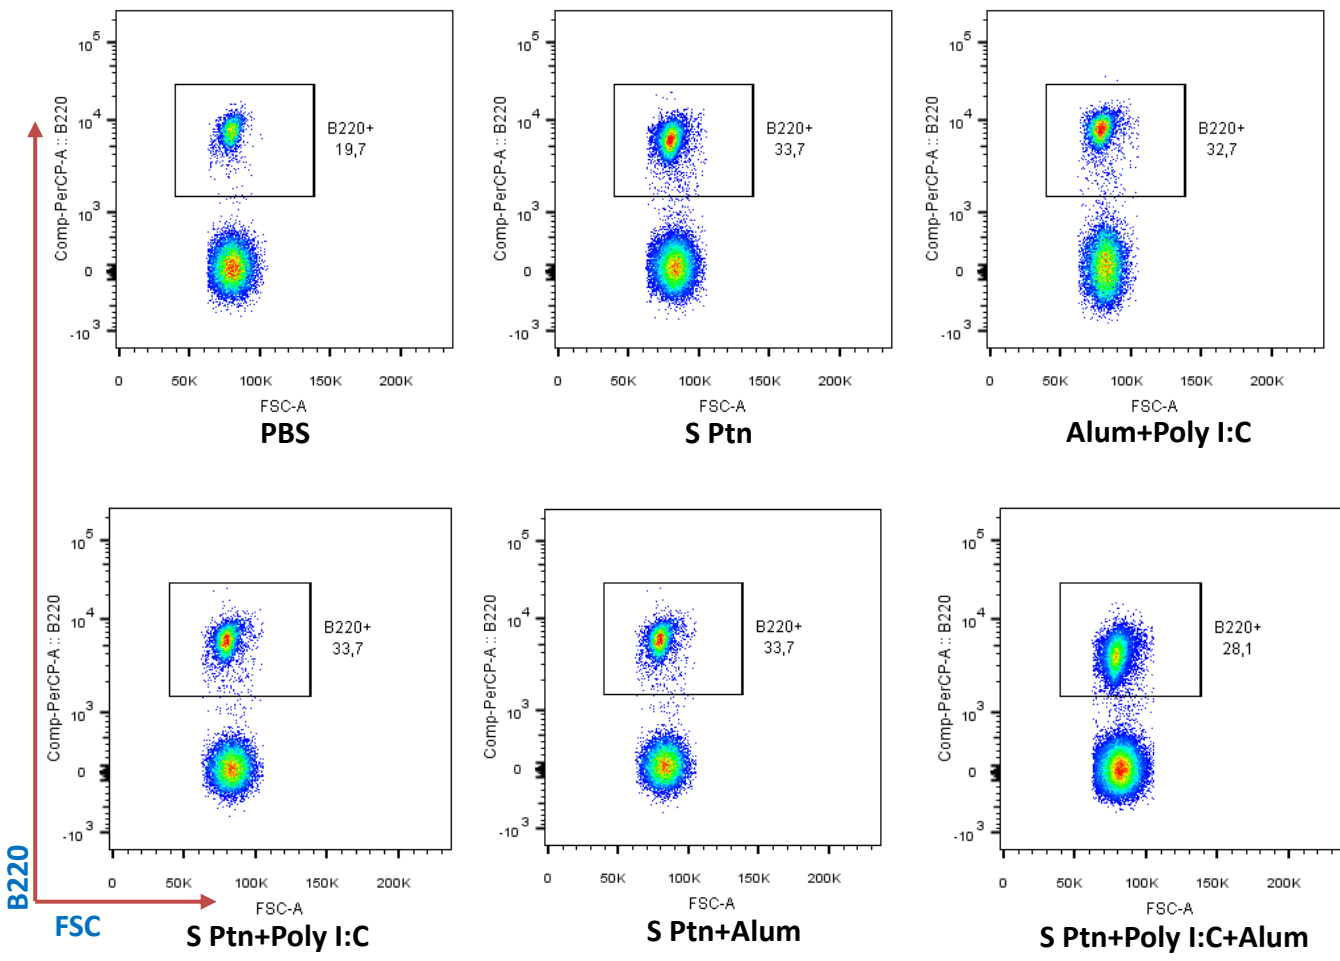 10 5
10 4
10 3
0
-10 3
Comp-PerCP-A :: B220
B220+
19,7
0 50K 100K 150K 200K
FSC-A
PBS
10 5
10 4
10 3
0
-10 3
Comp-PerCP-A :: B220
B220+
33,7
0 50K 100K 150K 200K
FSC-A
S Ptn
10 5
10 4
10 3
0
-10 3
Comp-PerCP-A :: B220
B220+
32,7
0 50K 100K 150K 200K
FSC-A
Alum+Poly I:C
10 5
10 4
10 3
0
-10 3
Comp-PerCP-A :: B220
B220+
33,7
0 50K 100K 150K 200K
FSC-A
S Ptn+Poly I:C
10 5
10 4
10 3
0
-10 3
Comp-PerCP-A :: B220
B220+
33,7
0 50K 100K 150K 200K
FSC-A
S Ptn+Alum
10 5
10 4
10 3
0
-10 3
Comp-PerCP-A :: B220
B220+
28,1
0 50K 100K 150K 200K
FSC-A
S Ptn+Poly I:C+Alum
B220
FSC